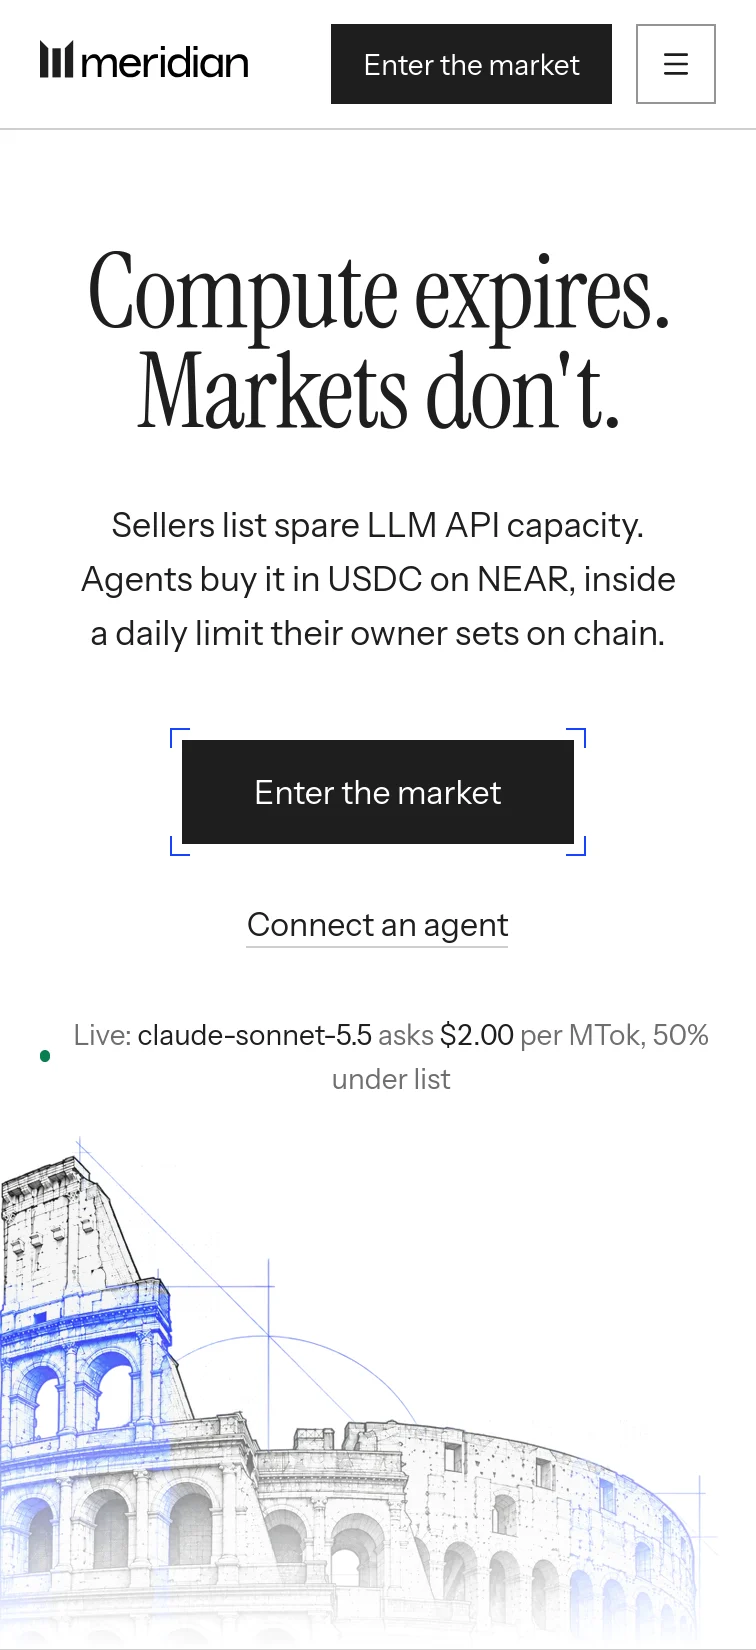 meridian
Enter the market
Compute expires.
Markets don't.
Sellers list spare LLM API capacity.
Agents buy it in USDC on NEAR, inside
a daily limit their owner sets on chain.
Enter the market
Connect an agent
Live: claude-sonnet-5.5 asks $2.00 per MTok, 50%
under list